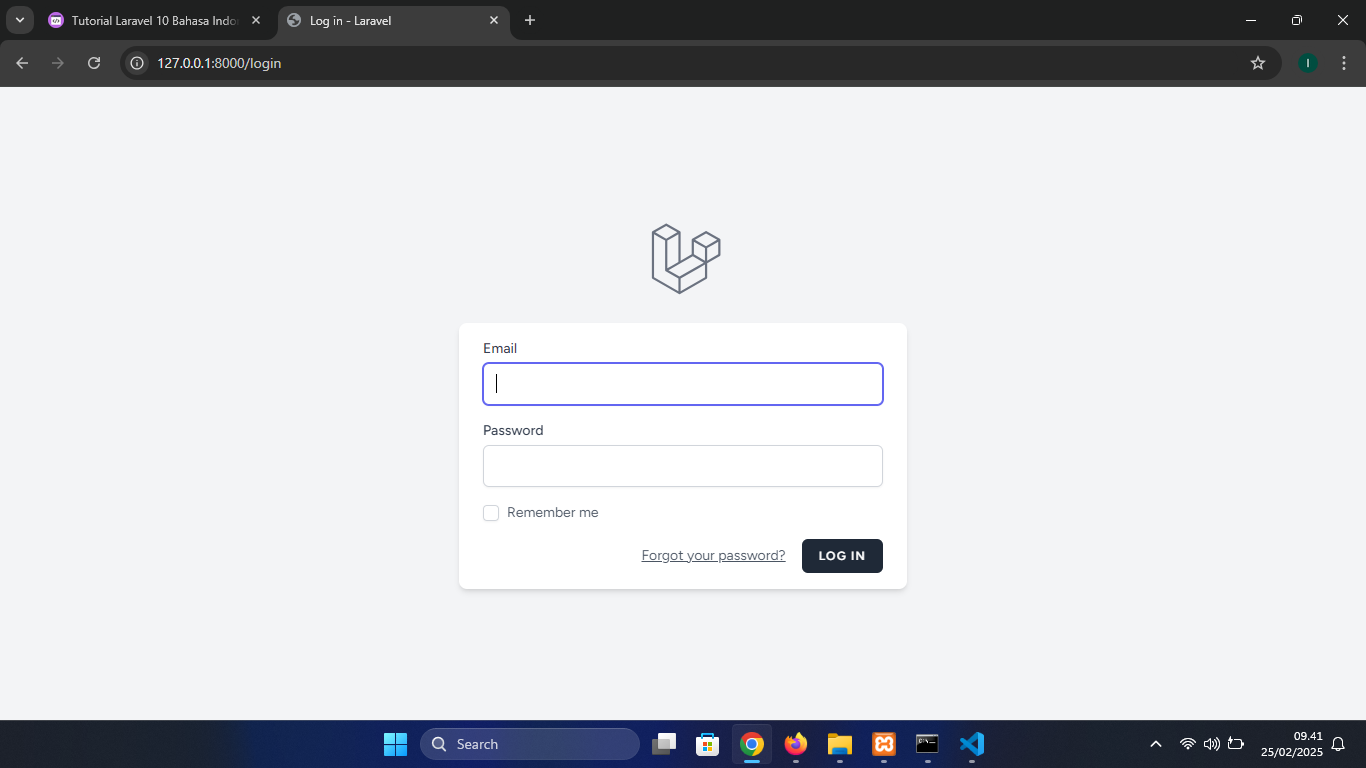 Tutorial Laravel 10 Bahasa Indo
Log in - Laravel
127.0.0.1:8000/login
I
Email
Password
Remember me
Forgot your password?
LOG IN
Search
09.41
25/02/2025